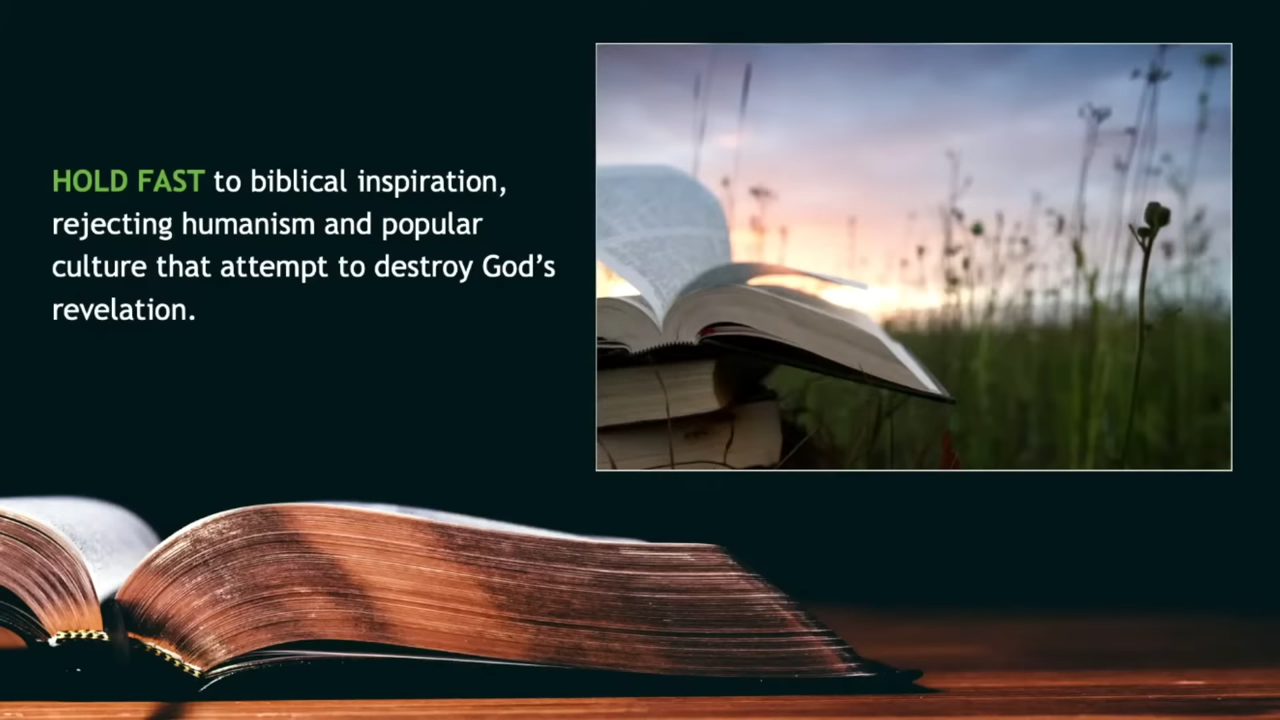 HOLD FAST to biblical inspiration,
rejecting humanism and popular
culture that attempt to destroy God’s
revelation.